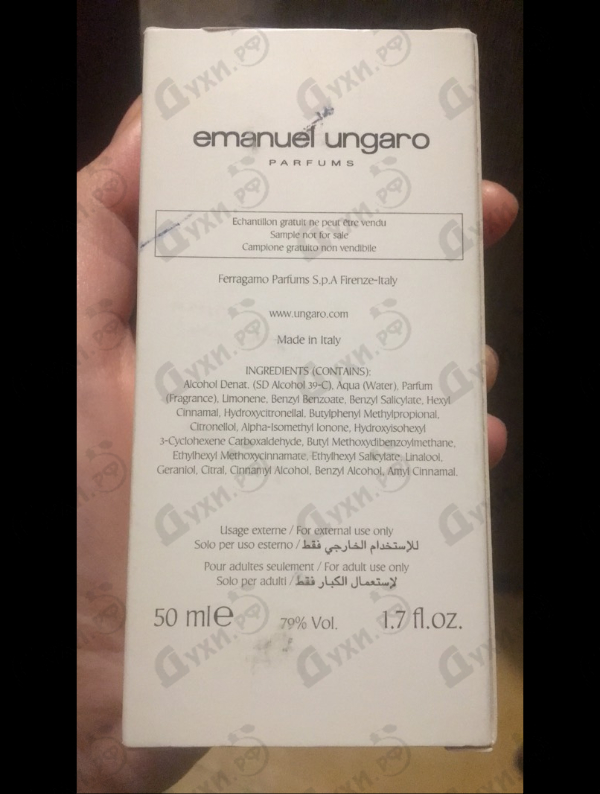 emanuel ungaro
PARFUMS
Echantillon gratuit ne peut être vendu
Sample not for sale
Campione gratuito non vendibile
Ferragamo Parfums S.p.A Firenze-Italy
www.ungaro.com
Made in Italy
INGREDIENTS (CONTAINS):
Alcohol Denat. (SD Alcohol 39-C), Aqua (Water), Parfum
(Fragrance), Limonene, Benzyl Benzoate, Benzyl Salicylate, Hexyl
Cinnamal, Hydroxycitronellal, Butylphenyl Methylpropional,
Citronellol, Alpha-Isomethyl Ionone, Hydroxyisohexyl
3-Cyclohexene Carboxaldehyde, Butyl Methoxydibenzoylmethane,
Ethylhexyl Methoxycinnamate, Ethylhexyl Salicylate, Linalool,
Geraniol, Citral, Cinnamyl Alcohol, Benzyl Alcohol, Amyl Cinnamal.
Usage externe / For external use only
Solo per uso esterno / للإستخدام الخارجي فقط
Pour adultes seulement / For adult use only
Solo per adulti / لإستعمال الكبار فقط
50 ml e 79% Vol. 1.7 fl.oz.
Духи.рф